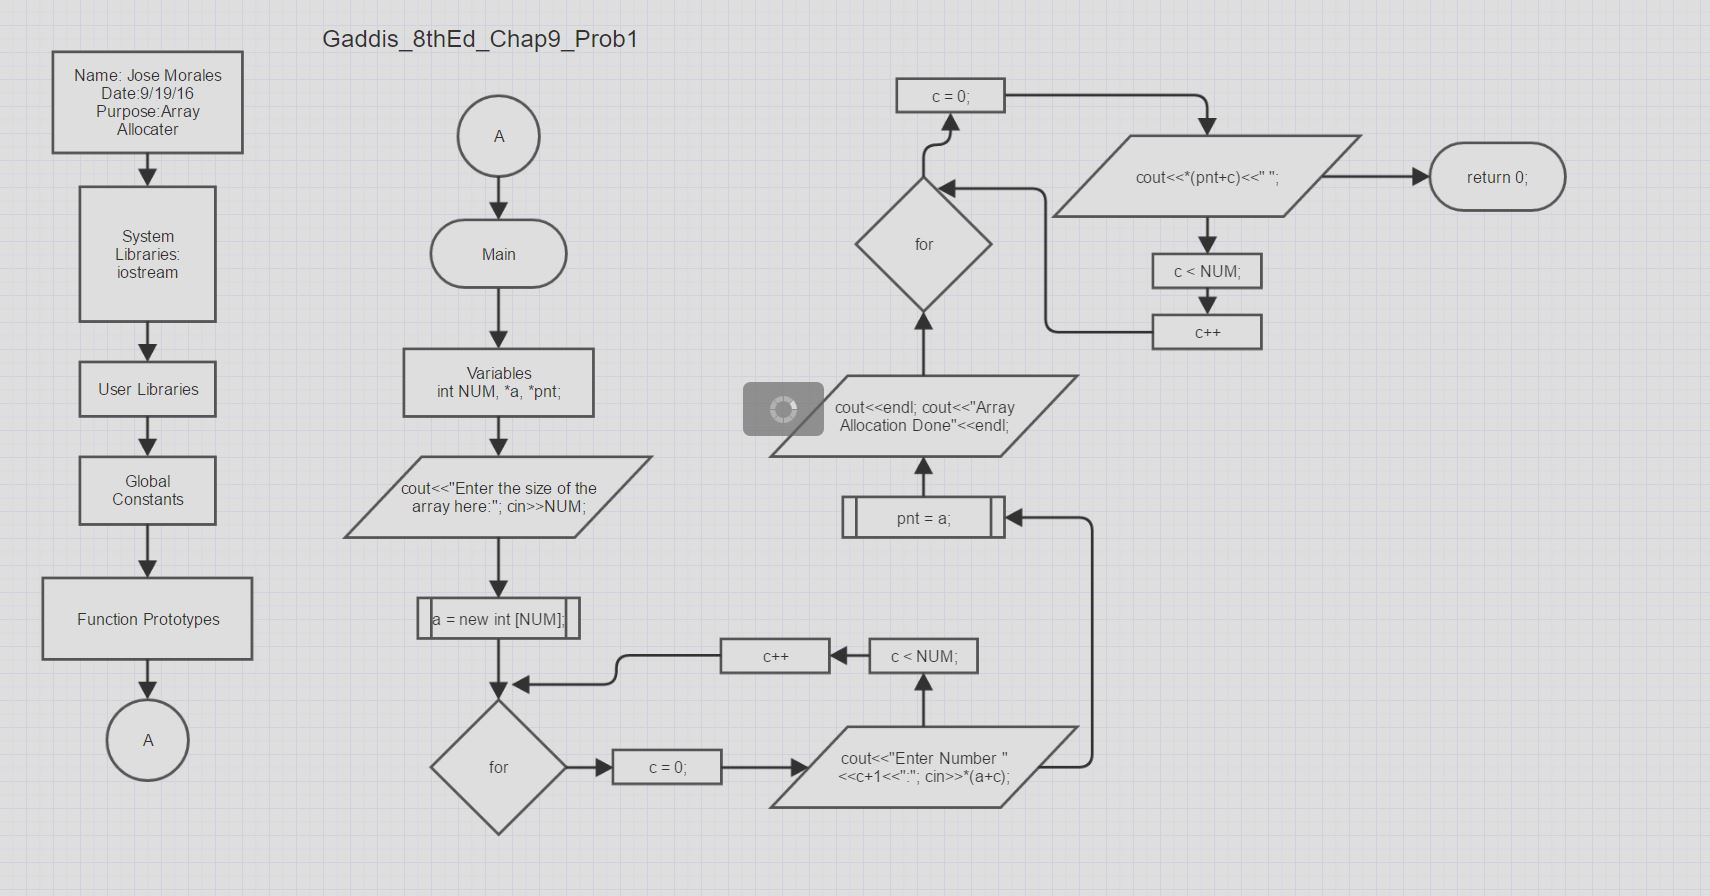 Gaddis_8thEd_Chap9_Prob1
Name: Jose Morales
Date:9/19/16
Purpose:Array
Allocater
System
Libraries:
iostream
User Libraries
Global
Constants
Function Prototypes
A
A
Main
Variables
int NUM, *a, *pnt;
cout<<"Enter the size of the
array here:"; cin>>NUM;
a = new int [NUM];
for
c = 0;
cout<<"Enter Number "
<<c+1<<":"; cin>>*(a+c);
c < NUM;
c++
pnt = a;
cout<<endl; cout<<"Array
Allocation Done"<<endl;
for
c = 0;
cout<<*(pnt+c)<<" ";
c < NUM;
c++
return 0;